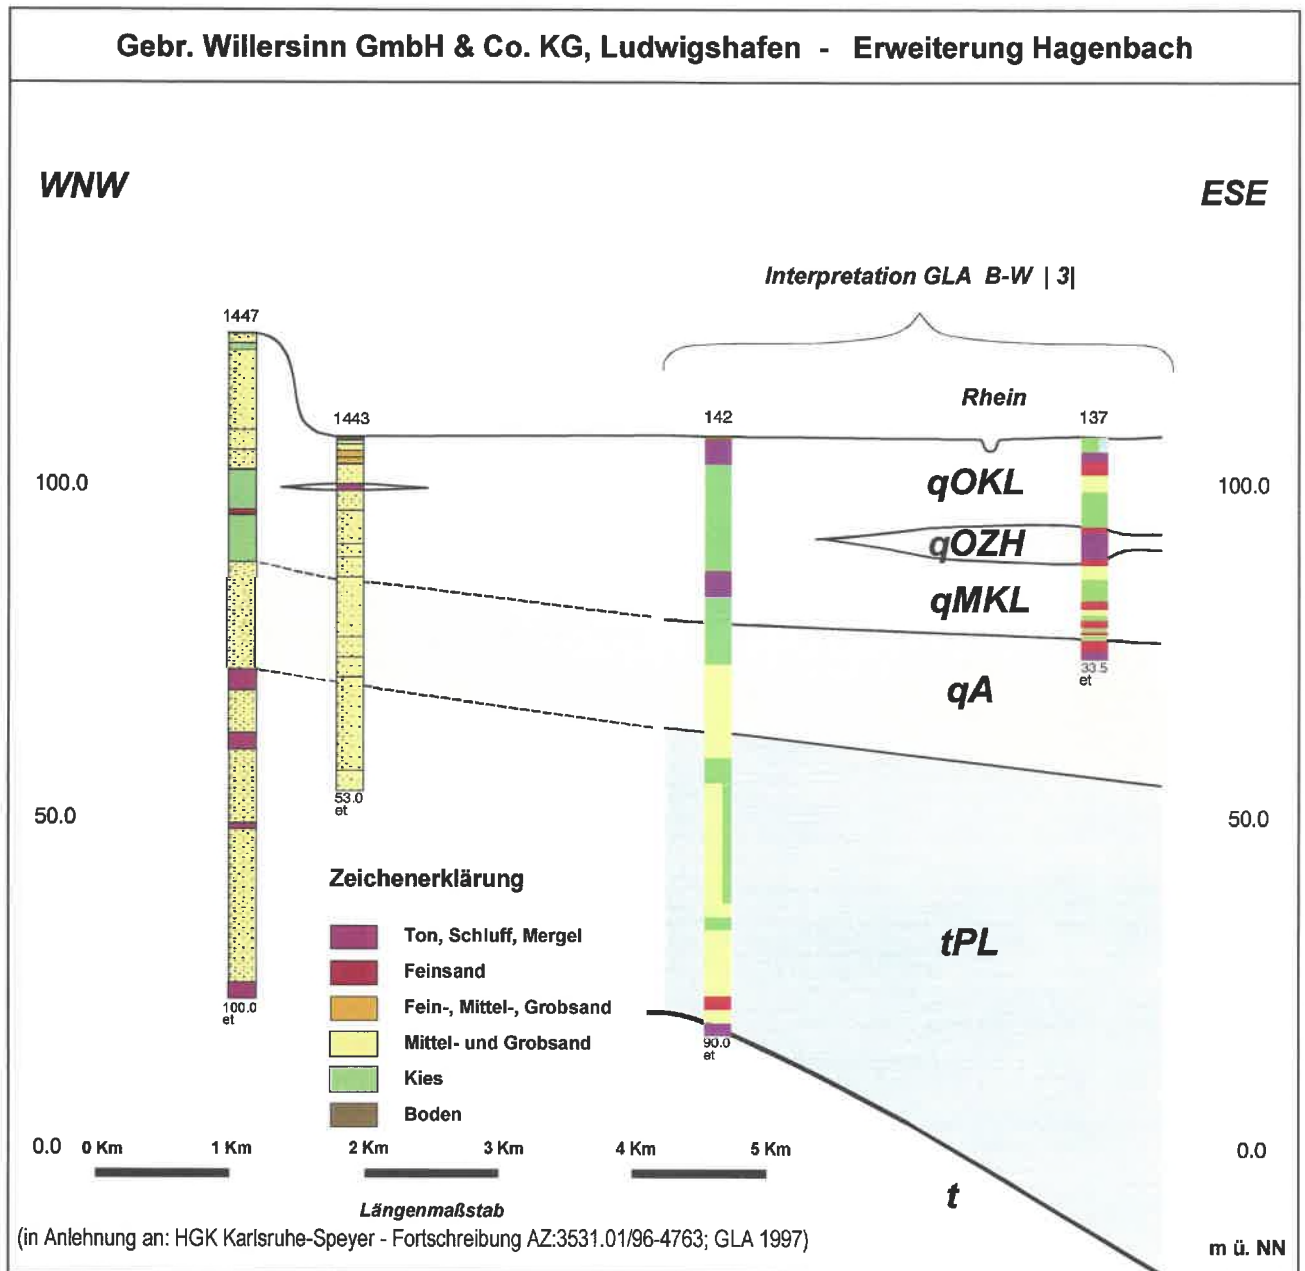 Gebr. Willersinn GmbH & Co. KG, Ludwigshafen - Erweiterung Hagenbach
WNW
ESE
Interpretation GLA B-W | 3|
1447
1443
142
Rhein
137
100.0
qOKL
100.0
qOZH
qMKL
33.5
et
qA
53.0
et
50.0
50.0
Zeichenerklärung
Ton, Schluff, Mergel
Feinsand
Fein-, Mittel-, Grobsand
Mittel- und Grobsand
Kies
Boden
tPL
100.0
et
90.0
et
0.0
0 Km 1 Km 2 Km 3 Km 4 Km 5 Km
0.0
t
Längenmaßstab
(in Anlehnung an: HGK Karlsruhe-Speyer - Fortschreibung AZ:3531.01/96-4763; GLA 1997)
m ü. NN